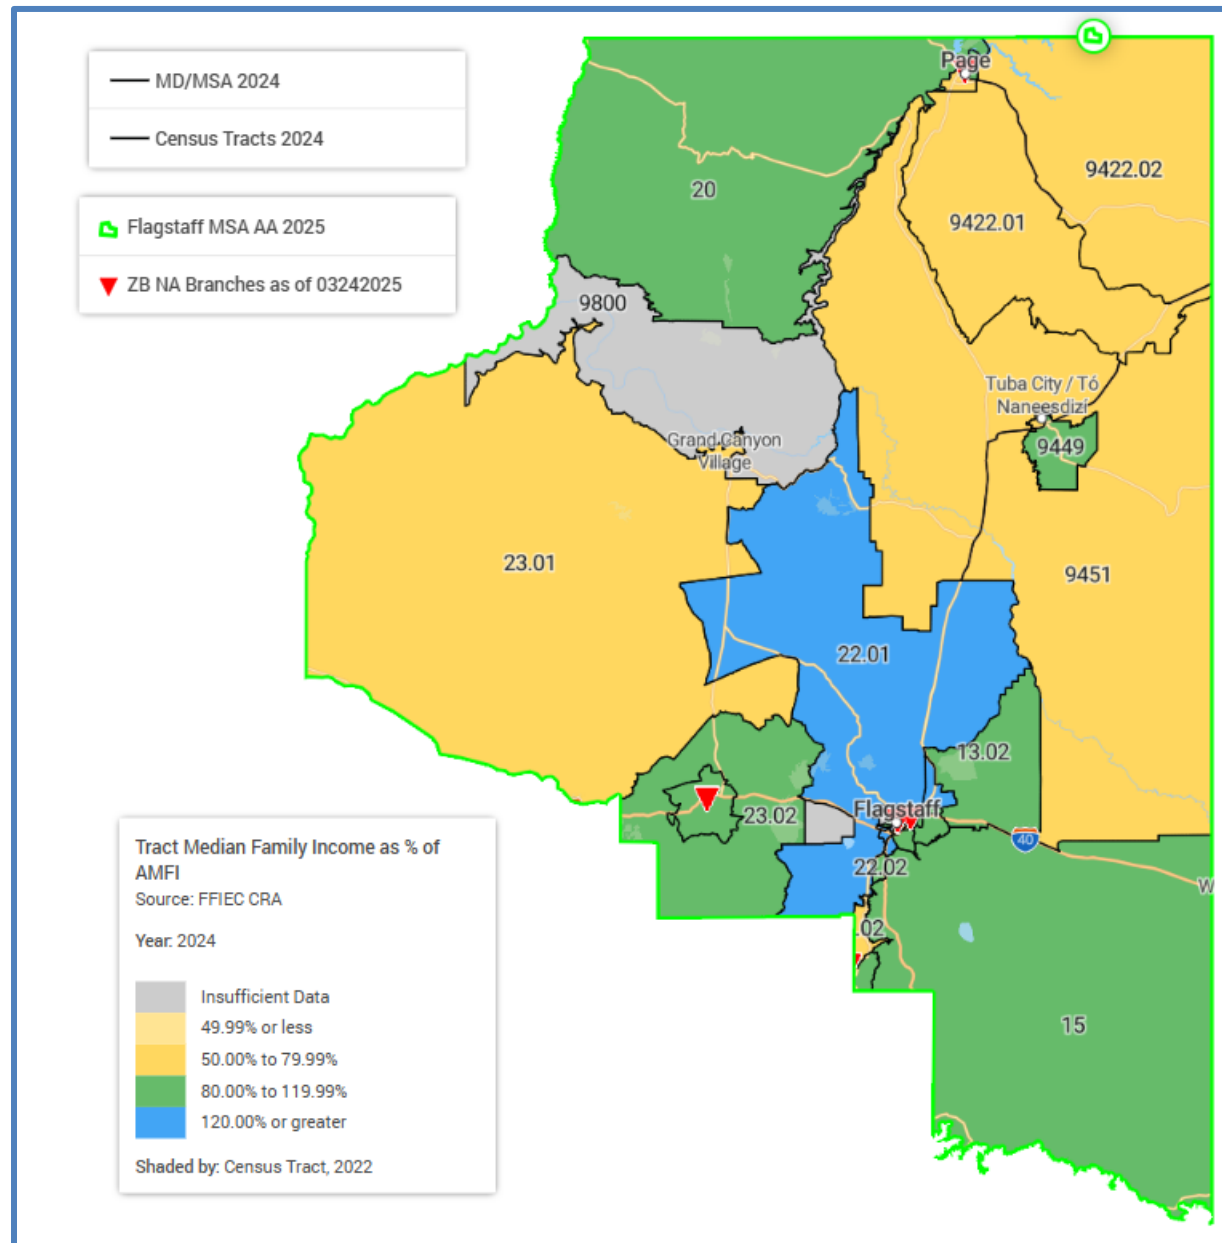 MD/MSA 2024
Census Tracts 2024
Flagstaff MSA AA 2025
ZB NA Branches as of 03242025
Page
20
9422.02
9422.01
9800
Tuba City / Tó
Naneesdizí
9449
Grand Canyon
Village
23.01
9451
22.01
13.02
Flagstaff
23.02
40
22.02
.02
W
15
Tract Median Family Income as % of
AMFI
Source: FFIEC CRA
Year: 2024
Insufficient Data
49.99% or less
50.00% to 79.99%
80.00% to 119.99%
120.00% or greater
Shaded by: Census Tract, 2022